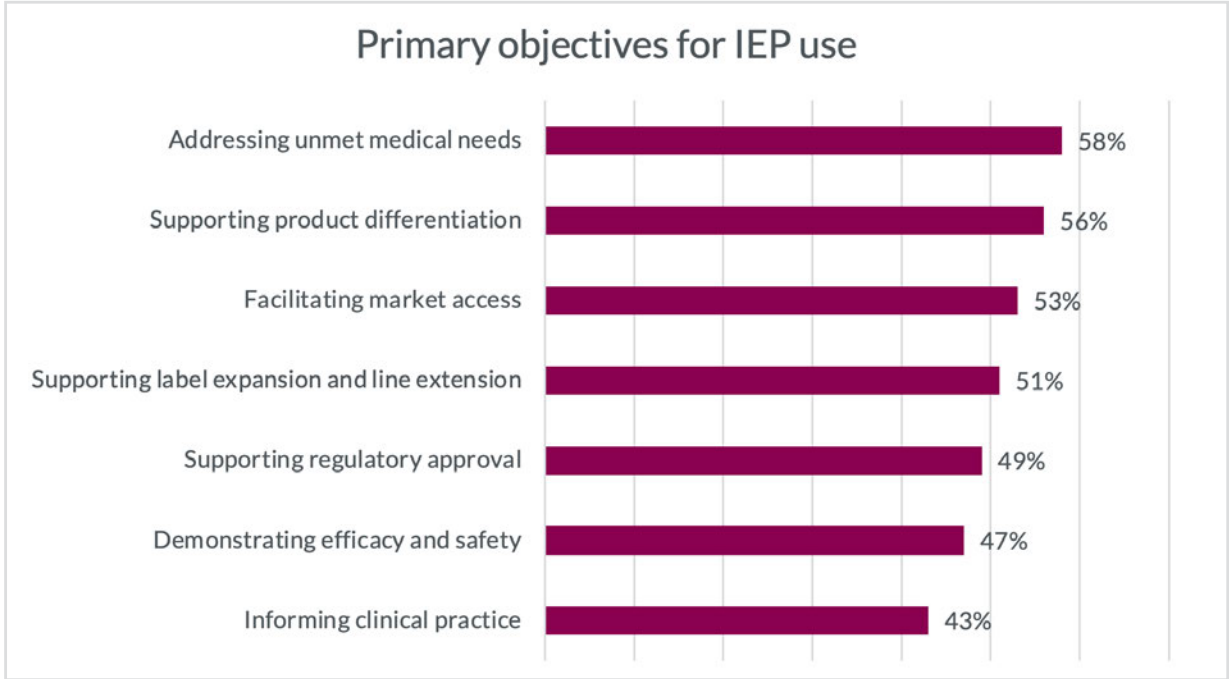 Primary objectives for IEP use
Addressing unmet medical needs 58%
Supporting product differentiation 56%
Facilitating market access 53%
Supporting label expansion and line extension 51%
Supporting regulatory approval 49%
Demonstrating efficacy and safety 47%
Informing clinical practice 43%